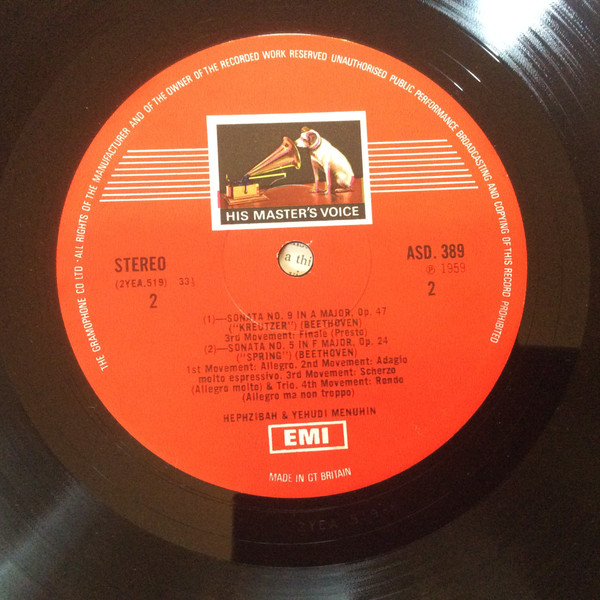 THE GRAMOPHONE CO LTD · ALL RIGHTS OF THE MANUFACTURER AND OF THE OWNER OF THE RECORDED WORK RESERVED UNAUTHORISED PUBLIC PERFORMANCE BROADCASTING AND COPYING OF THIS RECORD PROHIBITED
HIS MASTER'S VOICE
a thi
STEREO
(2YEA.519) 33⅓
2
ASD. 389
℗ 1959
2
(1)—SONATA NO. 9 IN A MAJOR, Op. 47
("KREUTZER") (BEETHOVEN)
3rd Movement: Finale (Presto)
(2)—SONATA NO. 5 IN F MAJOR, Op. 24
("SPRING") (BEETHOVEN)
1st Movement: Allegro. 2nd Movement: Adagio
molto espressivo. 3rd Movement: Scherzo
(Allegro molto) & Trio. 4th Movement: Rondo
(Allegro ma non troppo)
HEPHZIBAH & YEHUDI MENUHIN
EMI
MADE IN GT BRITAIN